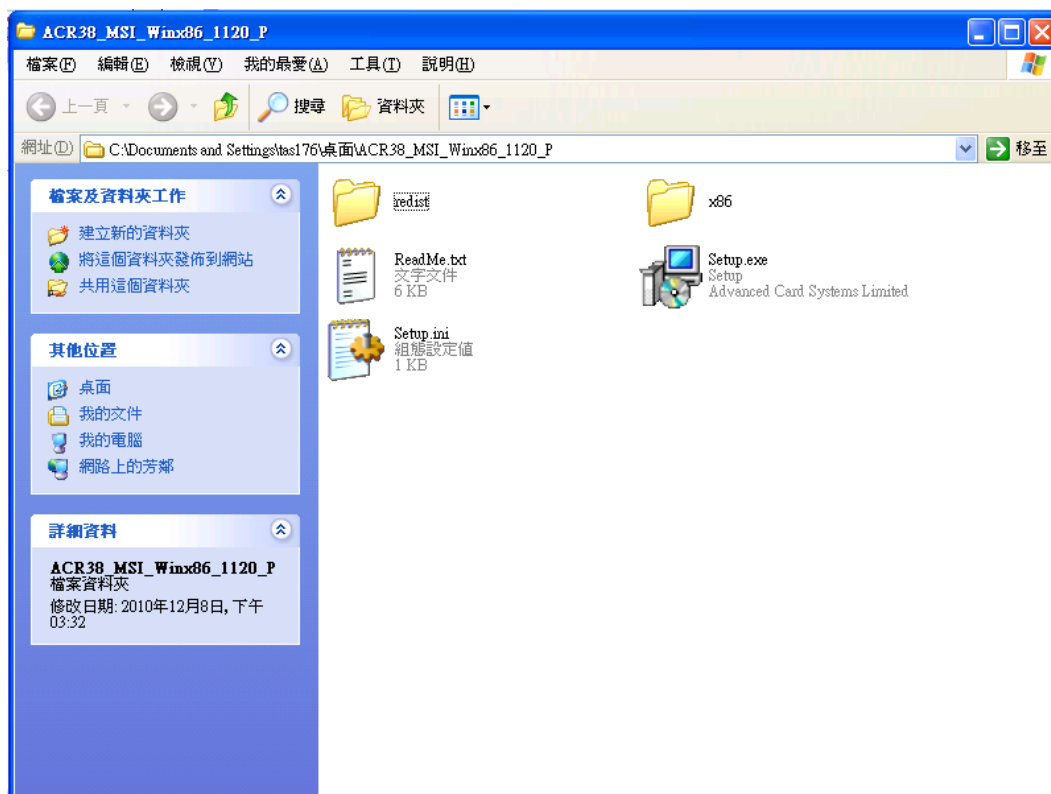 ACR38_MSI_Winx86_1120_P
檔案(F) 編輯(E) 檢視(V) 我的最愛(A) 工具(T) 說明(H)
上一頁 搜尋 資料夾
網址(D) C:\Documents and Settings\tas176\桌面\ACR38_MSI_Winx86_1120_P 移至
檔案及資料夾工作
建立新的資料夾
將這個資料夾發佈到網站
共用這個資料夾
其他位置
桌面
我的文件
我的電腦
網路上的芳鄰
詳細資料
ACR38_MSI_Winx86_1120_P
檔案資料夾
修改日期: 2010年12月8日, 下午
03:32
redist
x86
ReadMe.txt
文字文件
6 KB
Setup.exe
Setup
Advanced Card Systems Limited
Setup.ini
組態設定值
1 KB